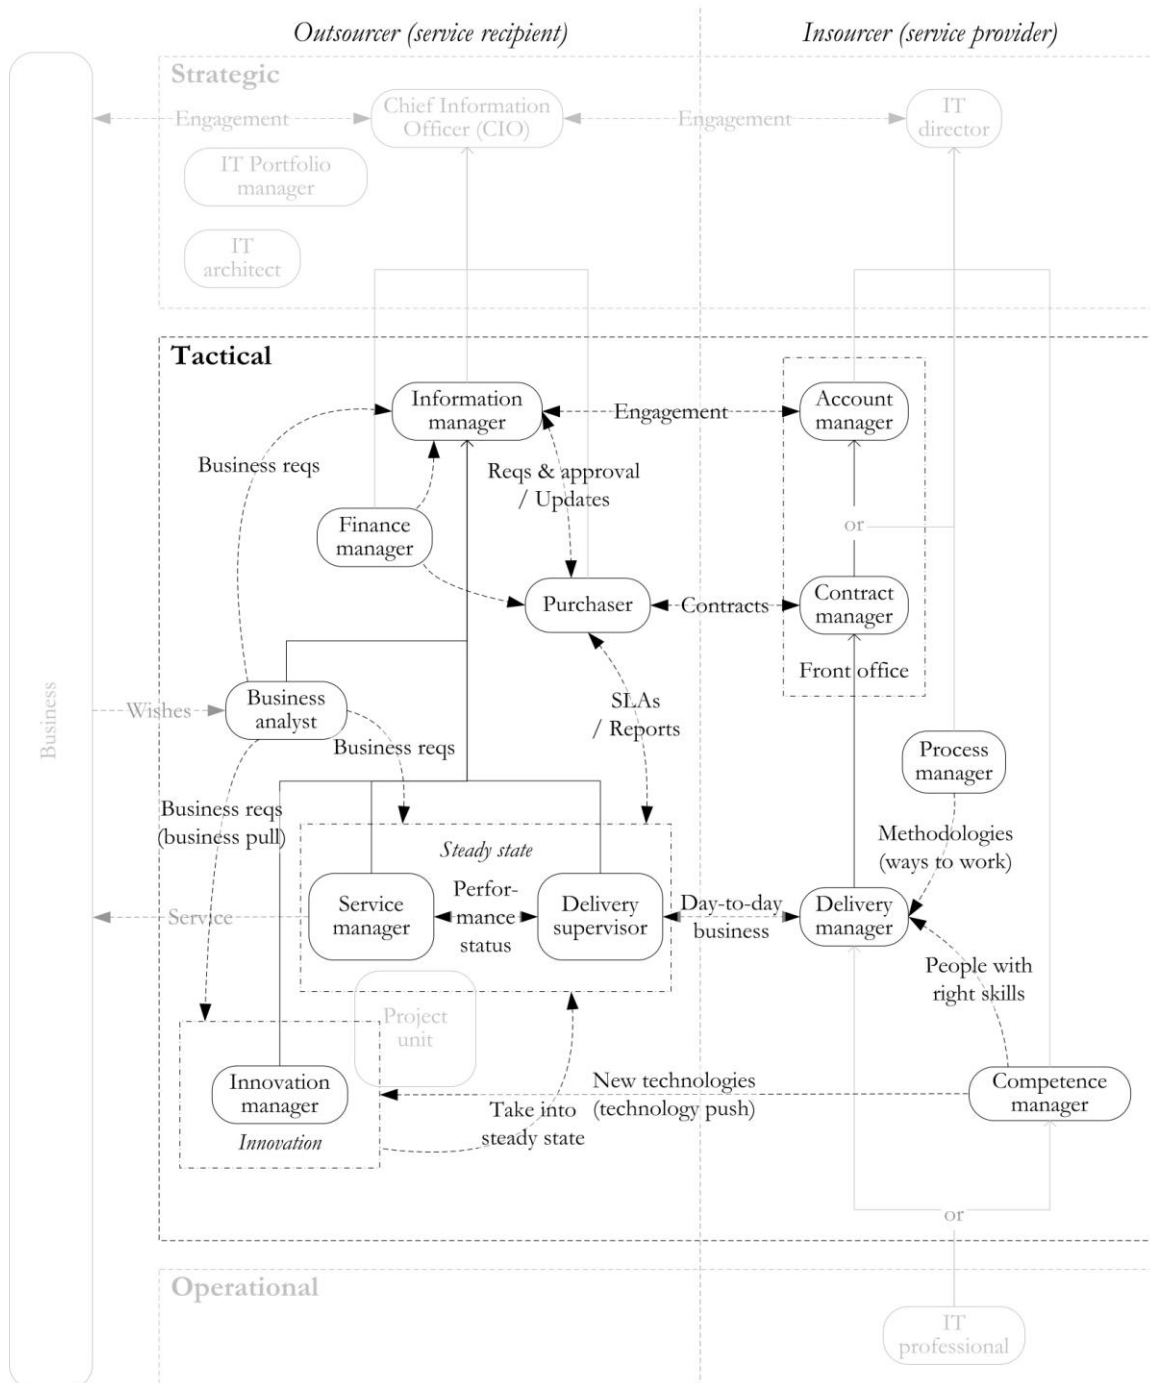 Outsourcer (service recipient)
Insourcer (service provider)
Strategic
Engagement
Chief Information
Officer (CIO)
Engagement
IT
director
IT Portfolio
manager
IT
architect
Business
Tactical
Information
manager
Engagement
Account
manager
Business reqs
Reqs & approval
/ Updates
Finance
manager
or
Purchaser
Contracts
Contract
manager
Front office
Wishes
Business
analyst
SLAs
/ Reports
Business reqs
Process
manager
Business reqs
(business pull)
Steady state
Methodologies
(ways to work)
Service
Service
manager
Perfor-
mance
status
Delivery
supervisor
Day-to-day
business
Delivery
manager
People with
right skills
Project
unit
Innovation
manager
Innovation
New technologies
(technology push)
Competence
manager
Take into
steady state
or
Operational
IT
professional